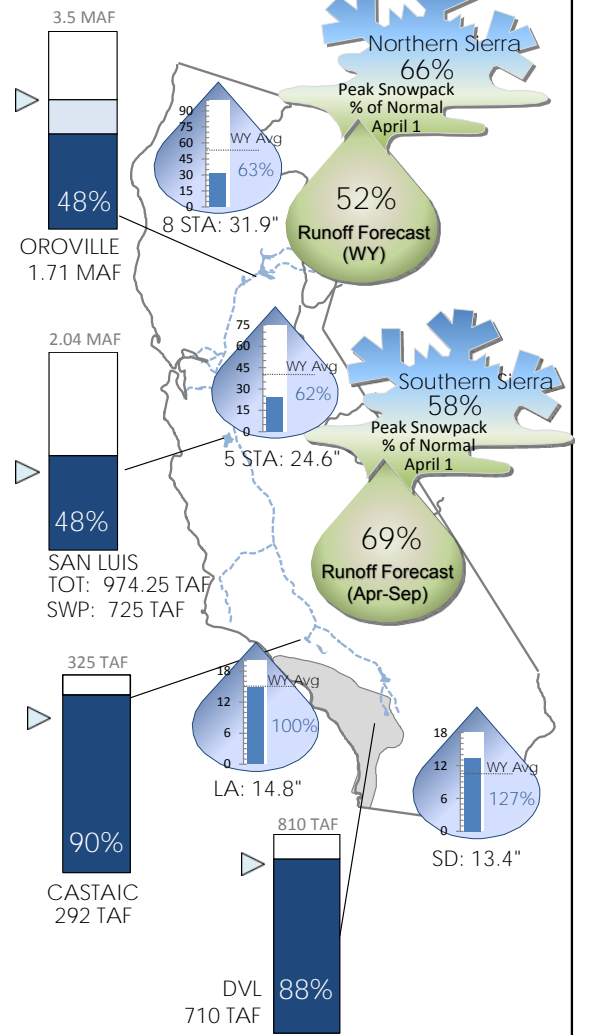 3.5 MAF
48%
OROVILLE
1.71 MAF
Northern Sierra
66%
Peak Snowpack
% of Normal
April 1
52%
Runoff Forecast
(WY)
90
75
60
45
30
15
0
WY Avg
63%
8 STA: 31.9"
2.04 MAF
48%
SAN LUIS
TOT: 974.25 TAF
SWP: 725 TAF
75
60
45
30
15
0
WY Avg
62%
5 STA: 24.6"
Southern Sierra
58%
Peak Snowpack
% of Normal
April 1
69%
Runoff Forecast
(Apr-Sep)
325 TAF
90%
CASTAIC
292 TAF
18
12
6
0
WY Avg
100%
LA: 14.8"
18
12
6
0
WY Avg
127%
SD: 13.4"
810 TAF
88%
DVL
710 TAF